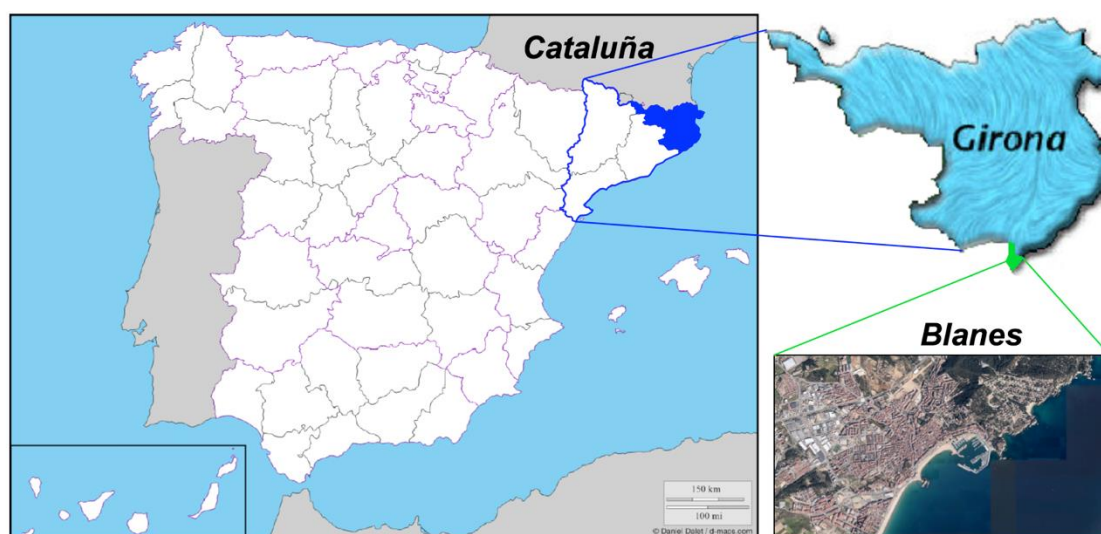 Cataluña
Girona
Blanes
150 km
100 mi
© Daniel Dalet / d-maps.com